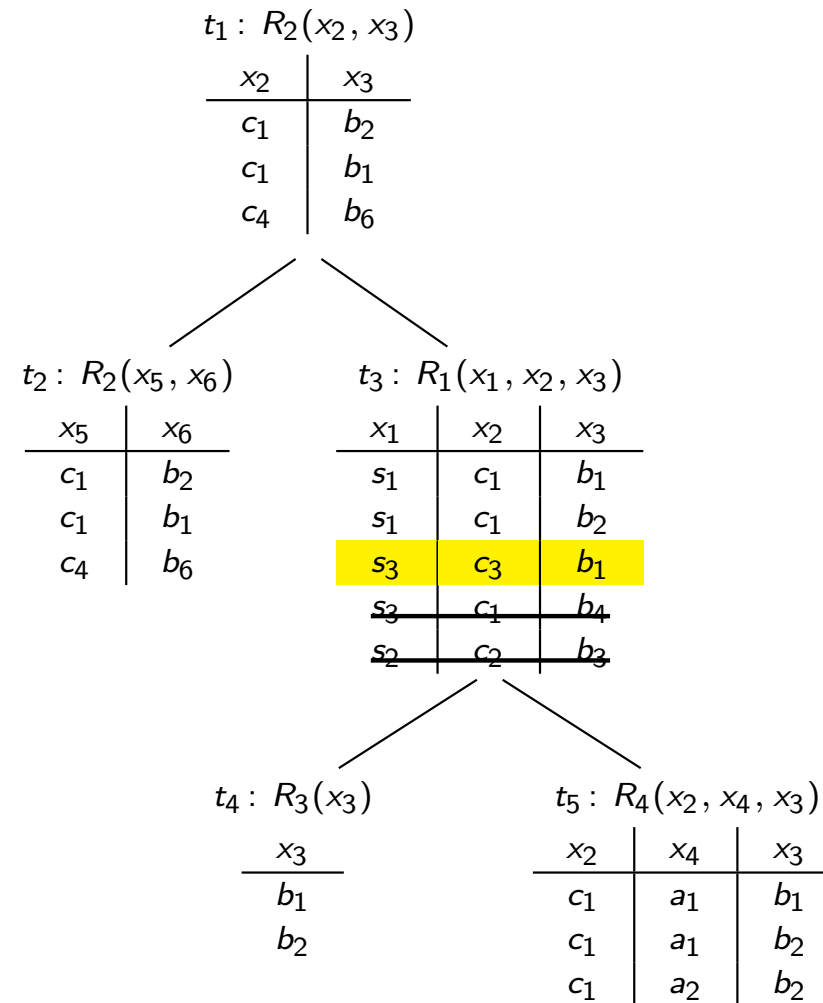 t₁ : R₂(x₂, x₃)
x₂ x₃
c₁ b₂
c₁ b₁
c₄ b₆
t₂ : R₂(x₅, x₆) t₃ : R₁(x₁, x₂, x₃)
x₅ x₆ x₁ x₂ x₃
c₁ b₂ s₁ c₁ b₁
c₁ b₁ s₁ c₁ b₂
c₄ b₆ s₃ c₃ b₁
s₃ c₁ b₄
s₂ c₂ b₃
t₄ : R₃(x₃) t₅ : R₄(x₂, x₄, x₃)
x₃ x₂ x₄ x₃
b₁ c₁ a₁ b₁
b₂ c₁ a₁ b₂
c₁ a₂ b₂